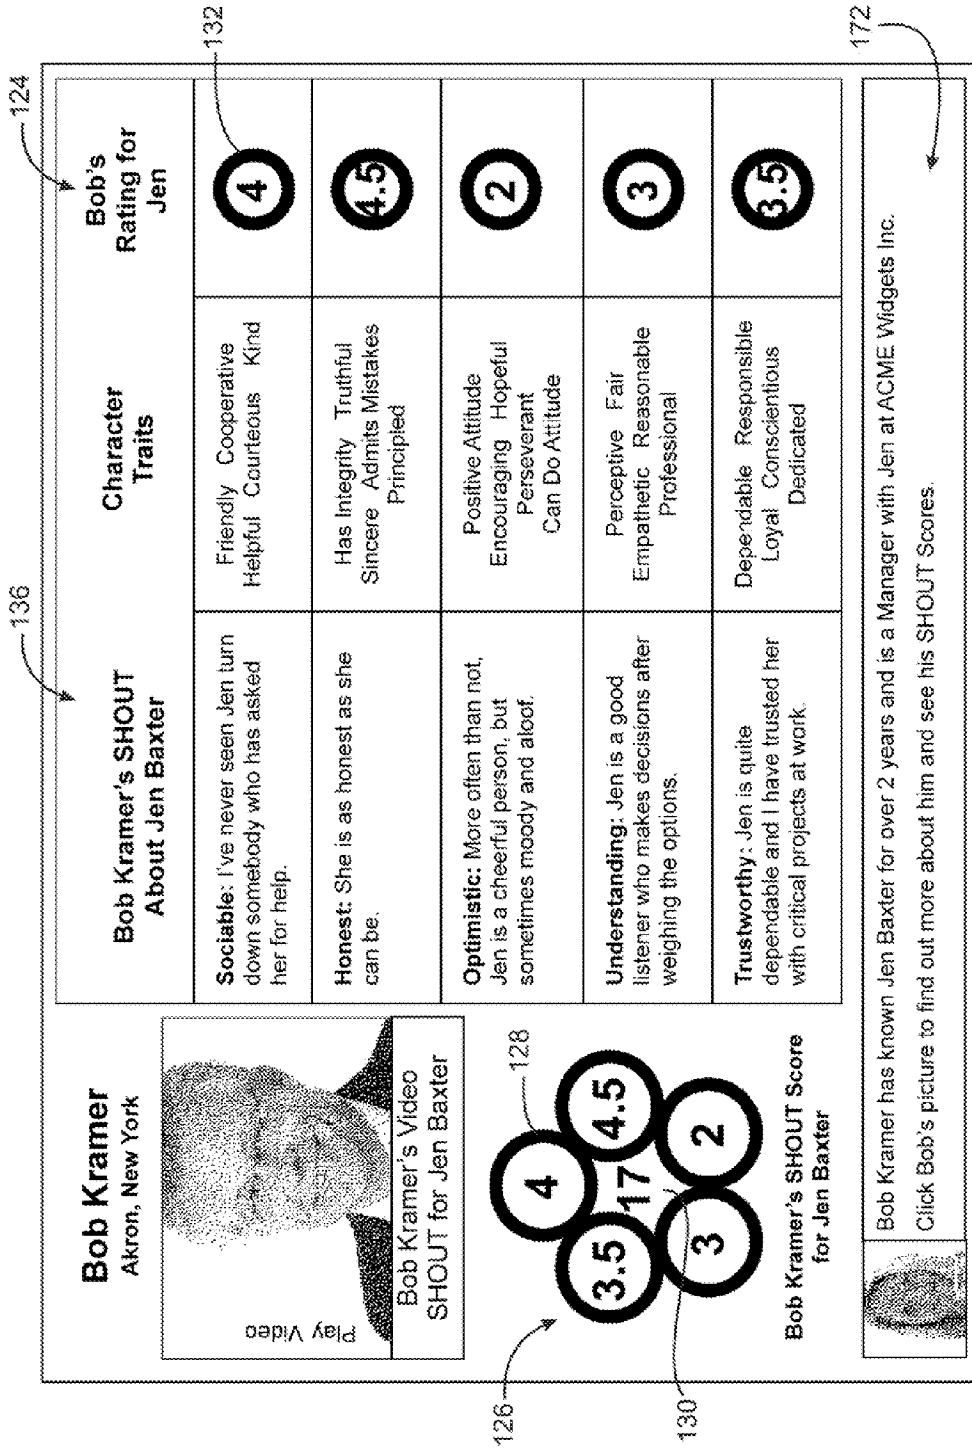 Bob Kramer
Akron, New York
Play Video
Bob Kramer's Video
SHOUT for Jen Baxter
126
128
4
4.5
2
3
3.5
17
130
Bob Kramer's SHOUT Score
for Jen Baxter
136
124
Bob Kramer's SHOUT
About Jen Baxter
Character
Traits
Bob's
Rating for
Jen
Sociable: I've never seen Jen turn
down somebody who has asked
her for help.
Friendly Cooperative
Helpful Courteous Kind
4
132
Honest: She is as honest as she
can be.
Has Integrity Truthful
Sincere Admits Mistakes
Principled
4.5
Optimistic: More often than not,
Jen is a cheerful person, but
sometimes moody and aloof.
Positive Attitude
Encouraging Hopeful
Perseverant
Can Do Attitude
2
Understanding: Jen is a good
listener who makes decisions after
weighing the options.
Perceptive Fair
Empathetic Reasonable
Professional
3
Trustworthy: Jen is quite
dependable and I have trusted her
with critical projects at work.
Dependable Responsible
Loyal Conscientious
Dedicated
3.5
Bob Kramer has known Jen Baxter for over 2 years and is a Manager with Jen at ACME Widgets Inc.
Click Bob's picture to find out more about him and see his SHOUT Scores.
172